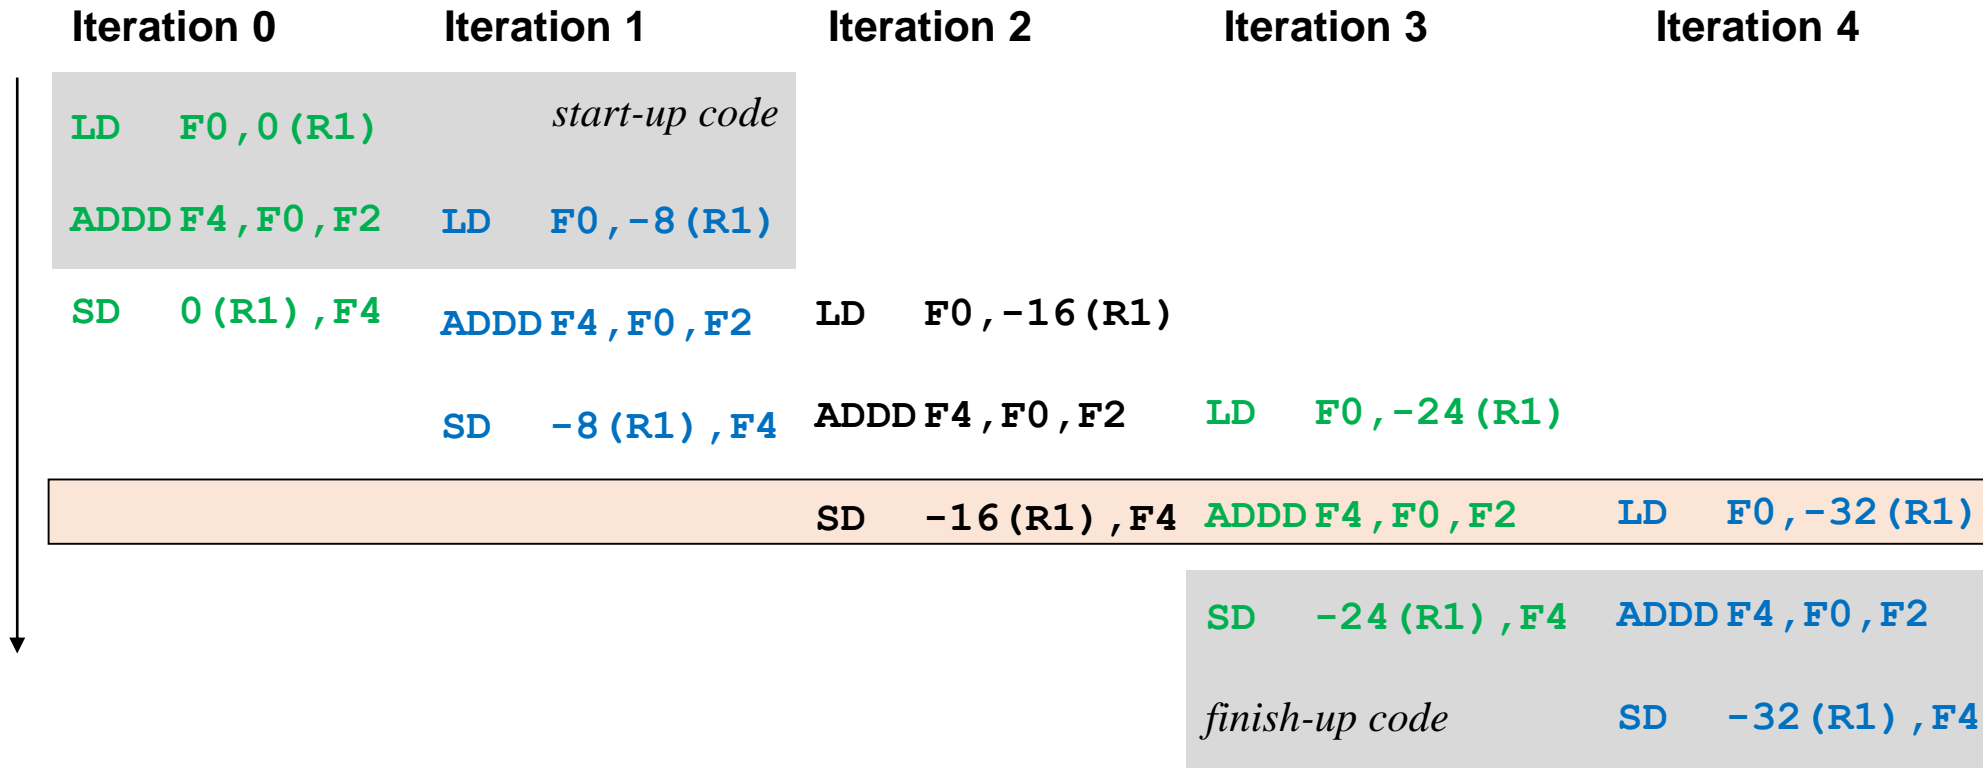 Iteration 0 Iteration 1 Iteration 2 Iteration 3 Iteration 4
LD F0,0(R1) start-up code
ADDD F4,F0,F2 LD F0,-8(R1)
SD 0(R1),F4 ADDD F4,F0,F2 LD F0,-16(R1)
SD -8(R1),F4 ADDD F4,F0,F2 LD F0,-24(R1)
SD -16(R1),F4 ADDD F4,F0,F2 LD F0,-32(R1)
SD -24(R1),F4 ADDD F4,F0,F2
finish-up code SD -32(R1),F4